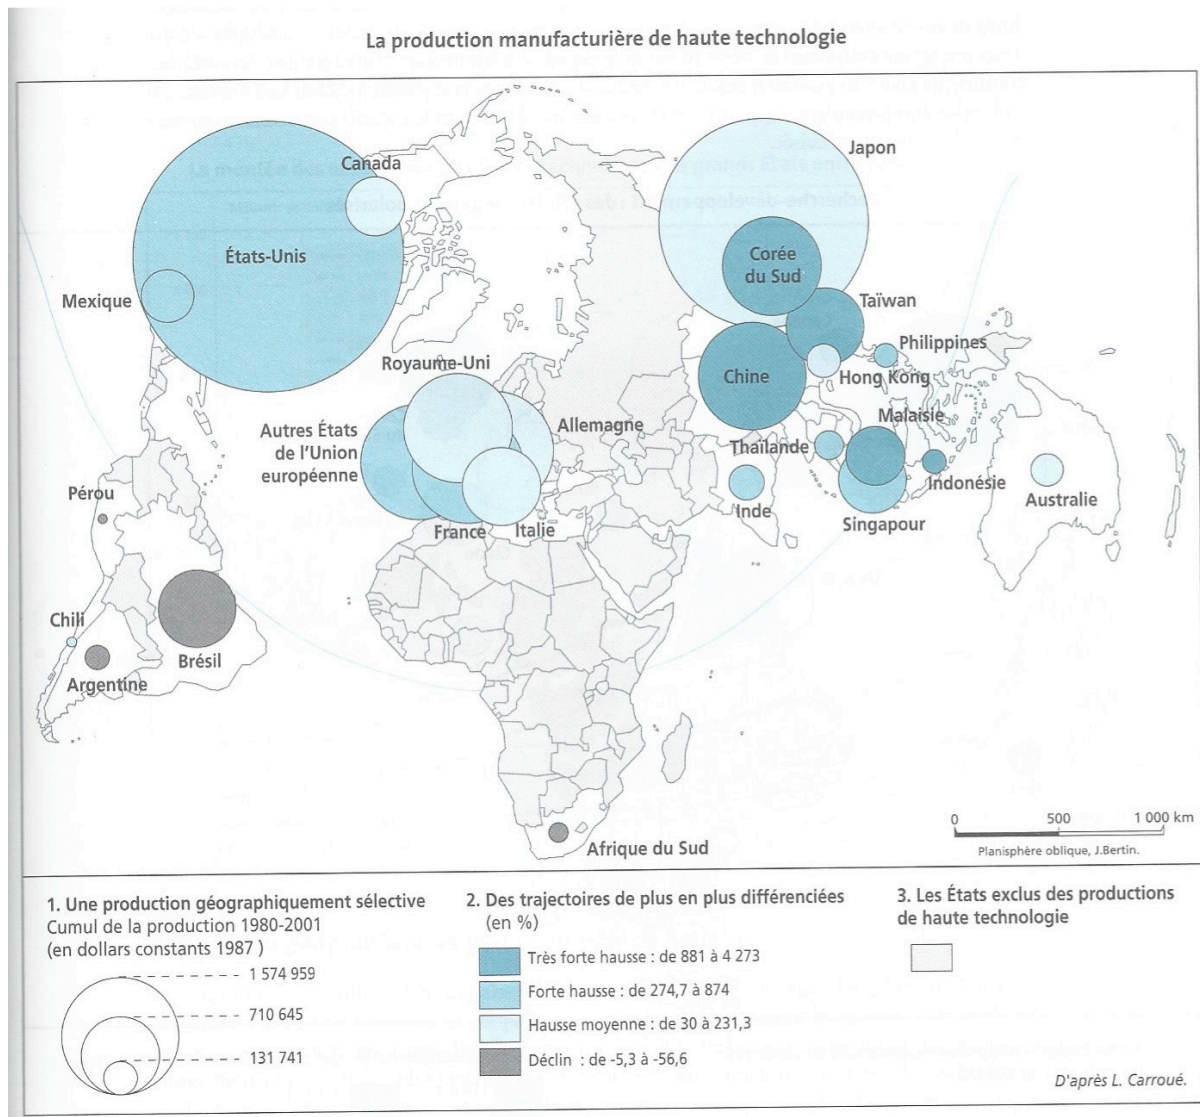 La production manufacturière de haute technologie
Japon
Canada
États-Unis
Corée
du Sud
Mexique
Taïwan
Philippines
Royaume-Uni
Chine
Hong Kong
Malaisie
Autres États
de l'Union
européenne
Allemagne
Thaïlande
Pérou
Inde
Indonésie
Australie
France
Italie
Singapour
Chili
Brésil
Argentine
Afrique du Sud
0 500 1 000 km
Planisphère oblique, J.Bertin.
1. Une production géographiquement sélective
Cumul de la production 1980-2001
(en dollars constants 1987 )
1 574 959
710 645
131 741
2. Des trajectoires de plus en plus différenciées
(en %)
Très forte hausse : de 881 à 4 273
Forte hausse : de 274,7 à 874
Hausse moyenne : de 30 à 231,3
Déclin : de -5,3 à -56,6
3. Les États exclus des productions
de haute technologie
D'après L. Carroué.